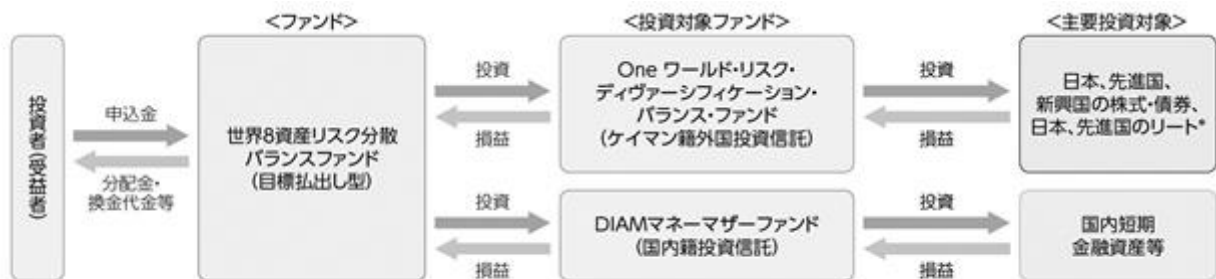 <ファンド>
<投資対象ファンド>
<主要投資対象>
投資者(受益者)
申込金
分配金・
換金代金等
世界8資産リスク分散
バランスファンド
(目標払出し型)
投資
損益
One ワールド・リスク・
ディヴァーシフィケーション・
バランス・ファンド
(ケイマン籍外国投資信託)
投資
損益
日本、先進国、
新興国の株式・債券、
日本、先進国のリート*
投資
損益
DIAMマネーマザーファンド
(国内籍投資信託)
投資
損益
国内短期
金融資産等